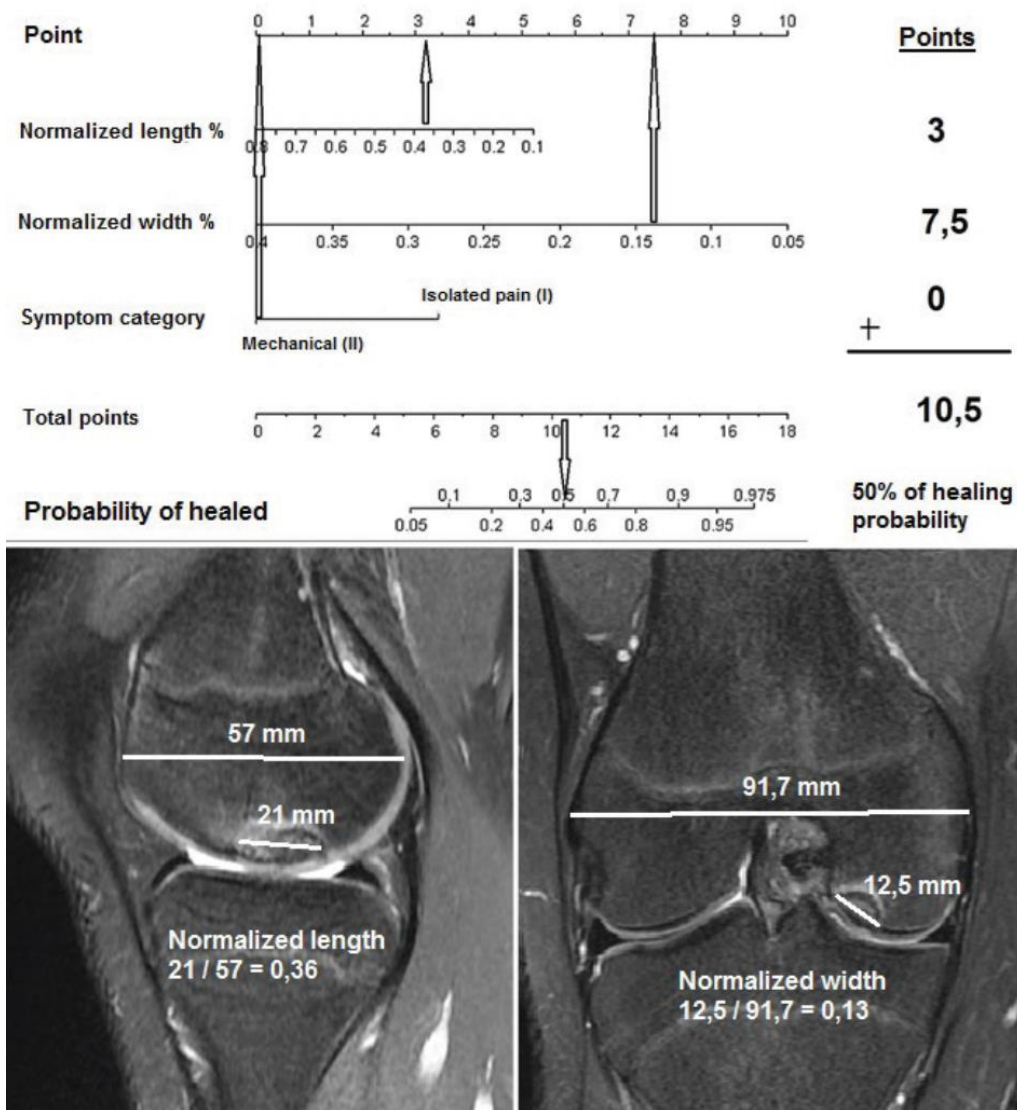 Point
0 1 2 3 4 5 6 7 8 9 10
Points
Normalized length %
0.8 0.7 0.6 0.5 0.4 0.3 0.2 0.1
3
Normalized width %
0.4 0.35 0.3 0.25 0.2 0.15 0.1 0.05
7,5
Symptom category
Isolated pain (I)
Mechanical (II)
0
+
Total points
0 2 4 6 8 10 12 14 16 18
10,5
Probability of healed
0.1 0.3 0.5 0.7 0.9 0.975
0.05 0.2 0.4 0.6 0.8 0.95
50% of healing
probability
57 mm
21 mm
Normalized length
21 / 57 = 0,36
91,7 mm
12,5 mm
Normalized width
12,5 / 91,7 = 0,13